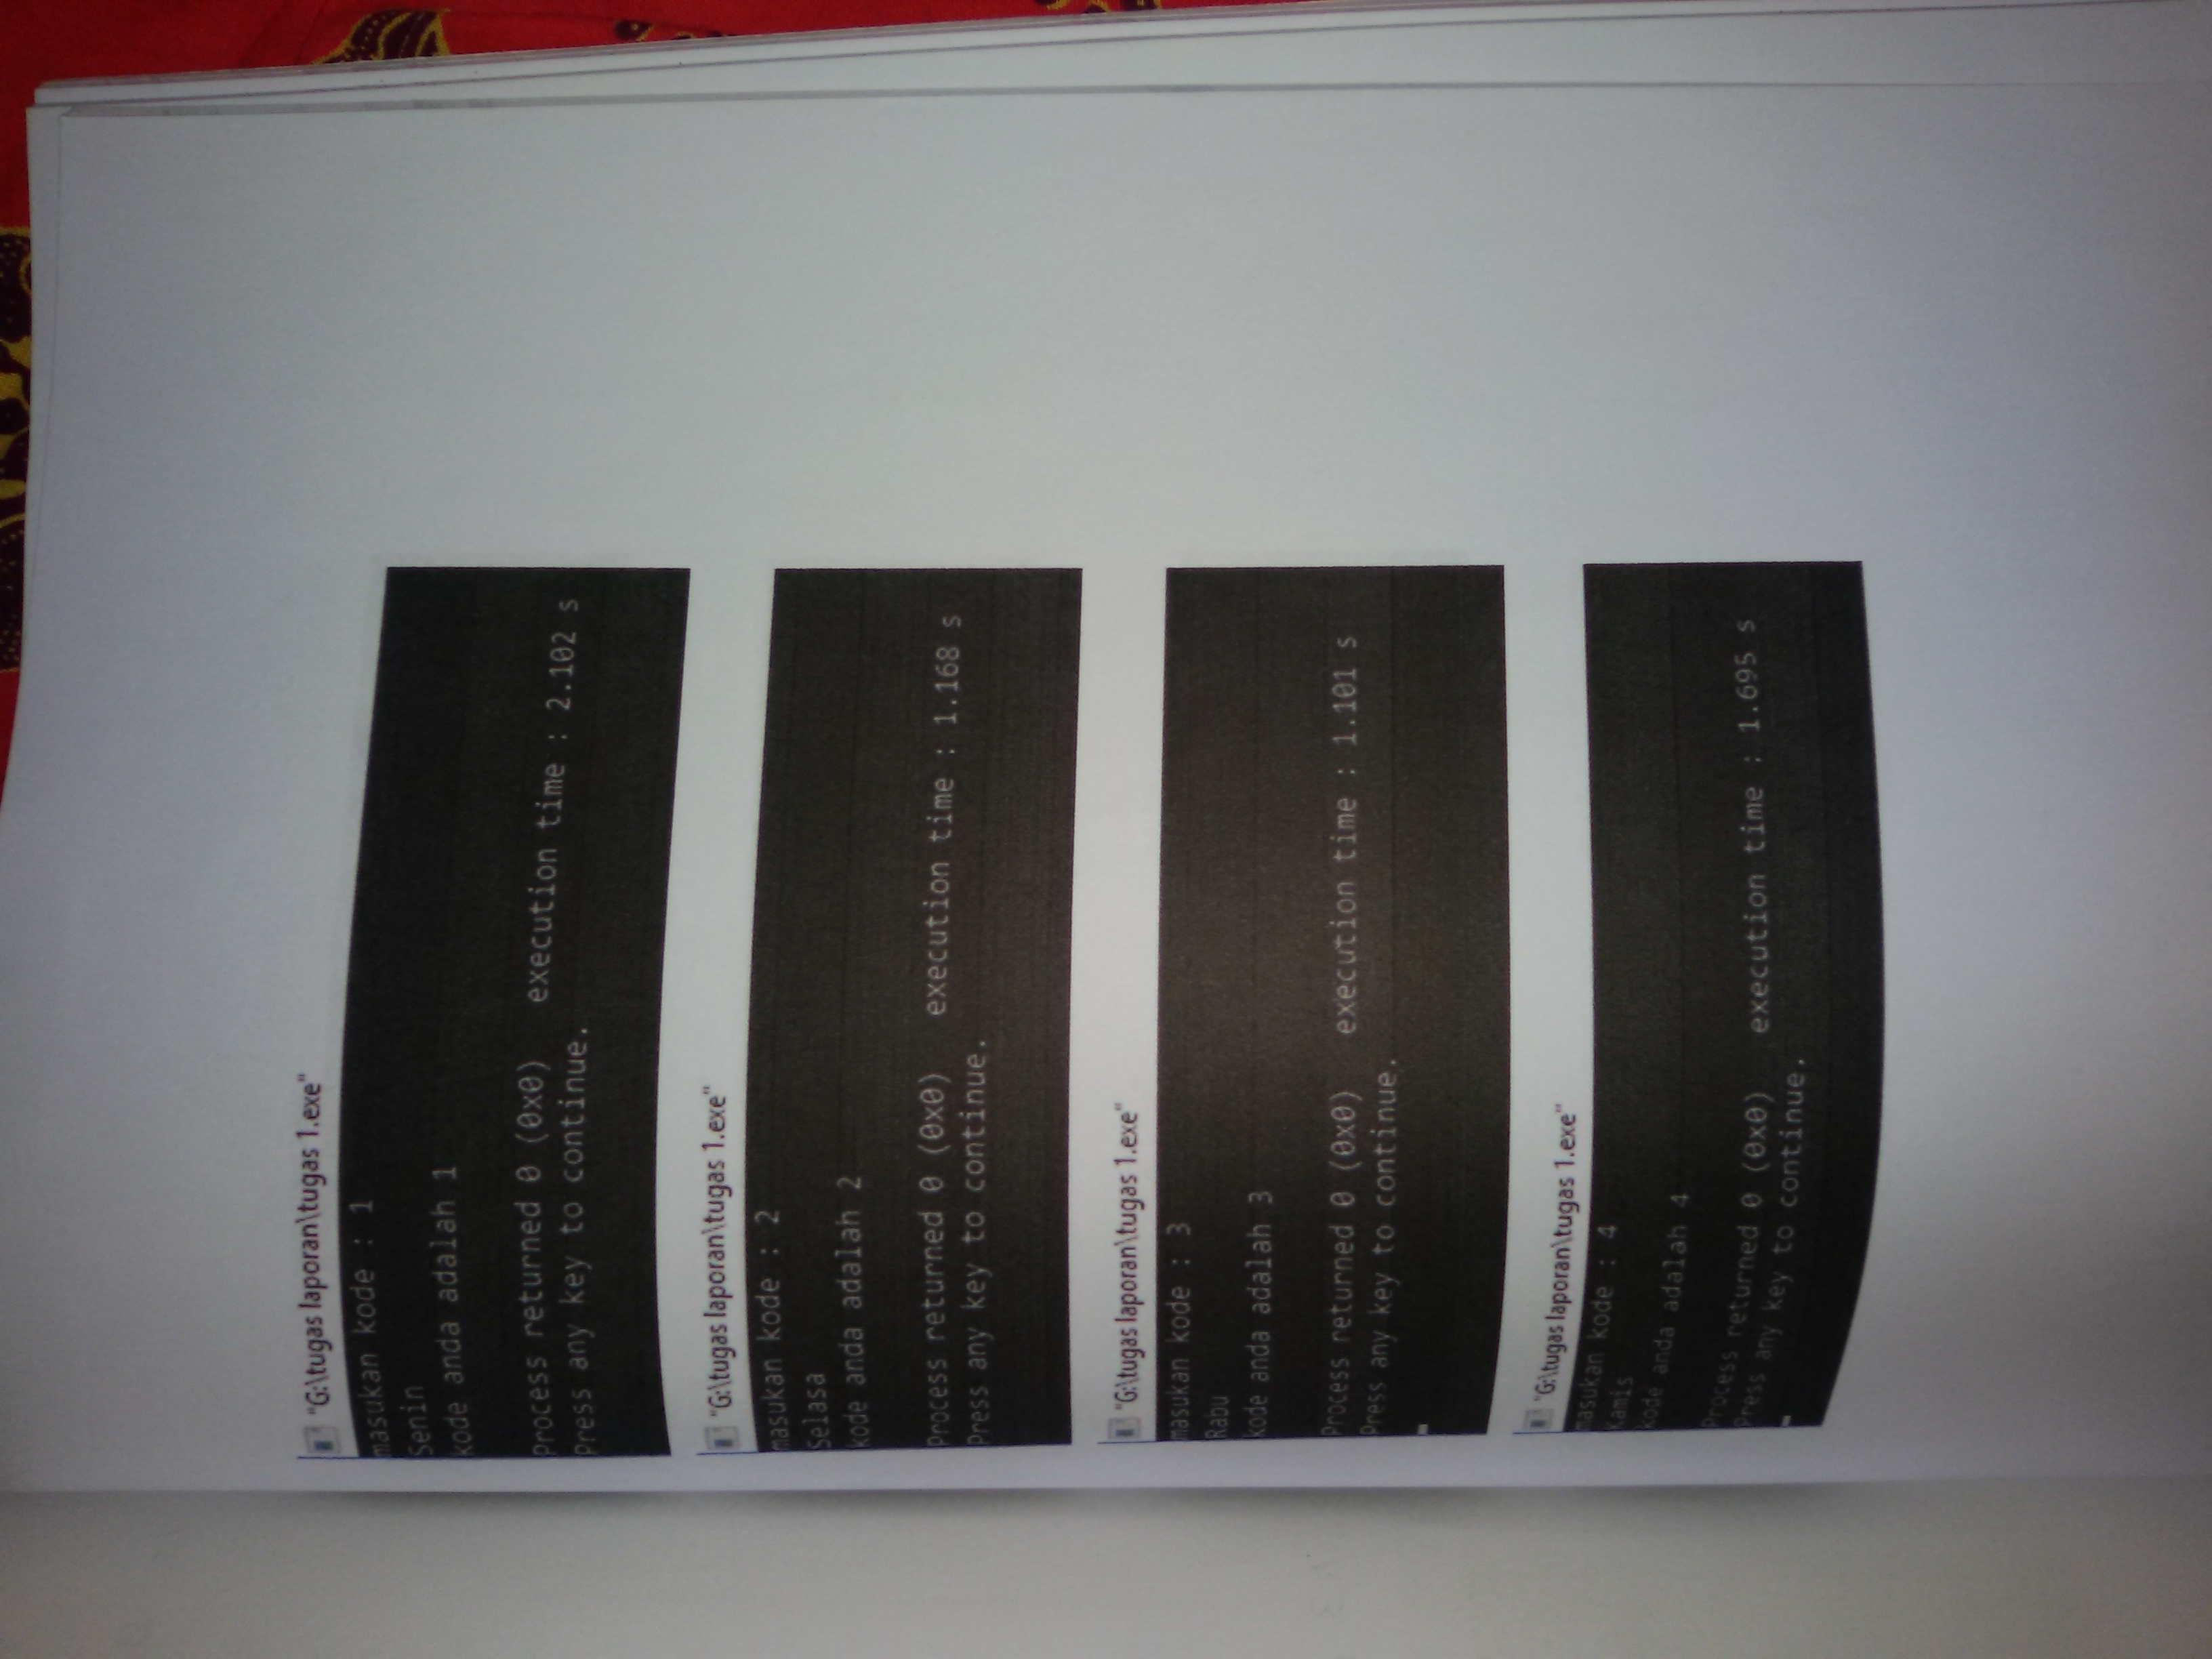 "G:\tugas laporan\tugas 1.exe"
masukan kode : 1
Senin
kode anda adalah 1
Process returned 0 (0x0)   execution time : 2.102 s
Press any key to continue.
"G:\tugas laporan\tugas 1.exe"
masukan kode : 2
Selasa
kode anda adalah 2
Process returned 0 (0x0)   execution time : 1.168 s
Press any key to continue.
"G:\tugas laporan\tugas 1.exe"
masukan kode : 3
Rabu
kode anda adalah 3
Process returned 0 (0x0)   execution time : 1.101 s
Press any key to continue.
"G:\tugas laporan\tugas 1.exe"
masukan kode : 4
Kamis
kode anda adalah 4
Process returned 0 (0x0)   execution time : 1.695 s
Press any key to continue.